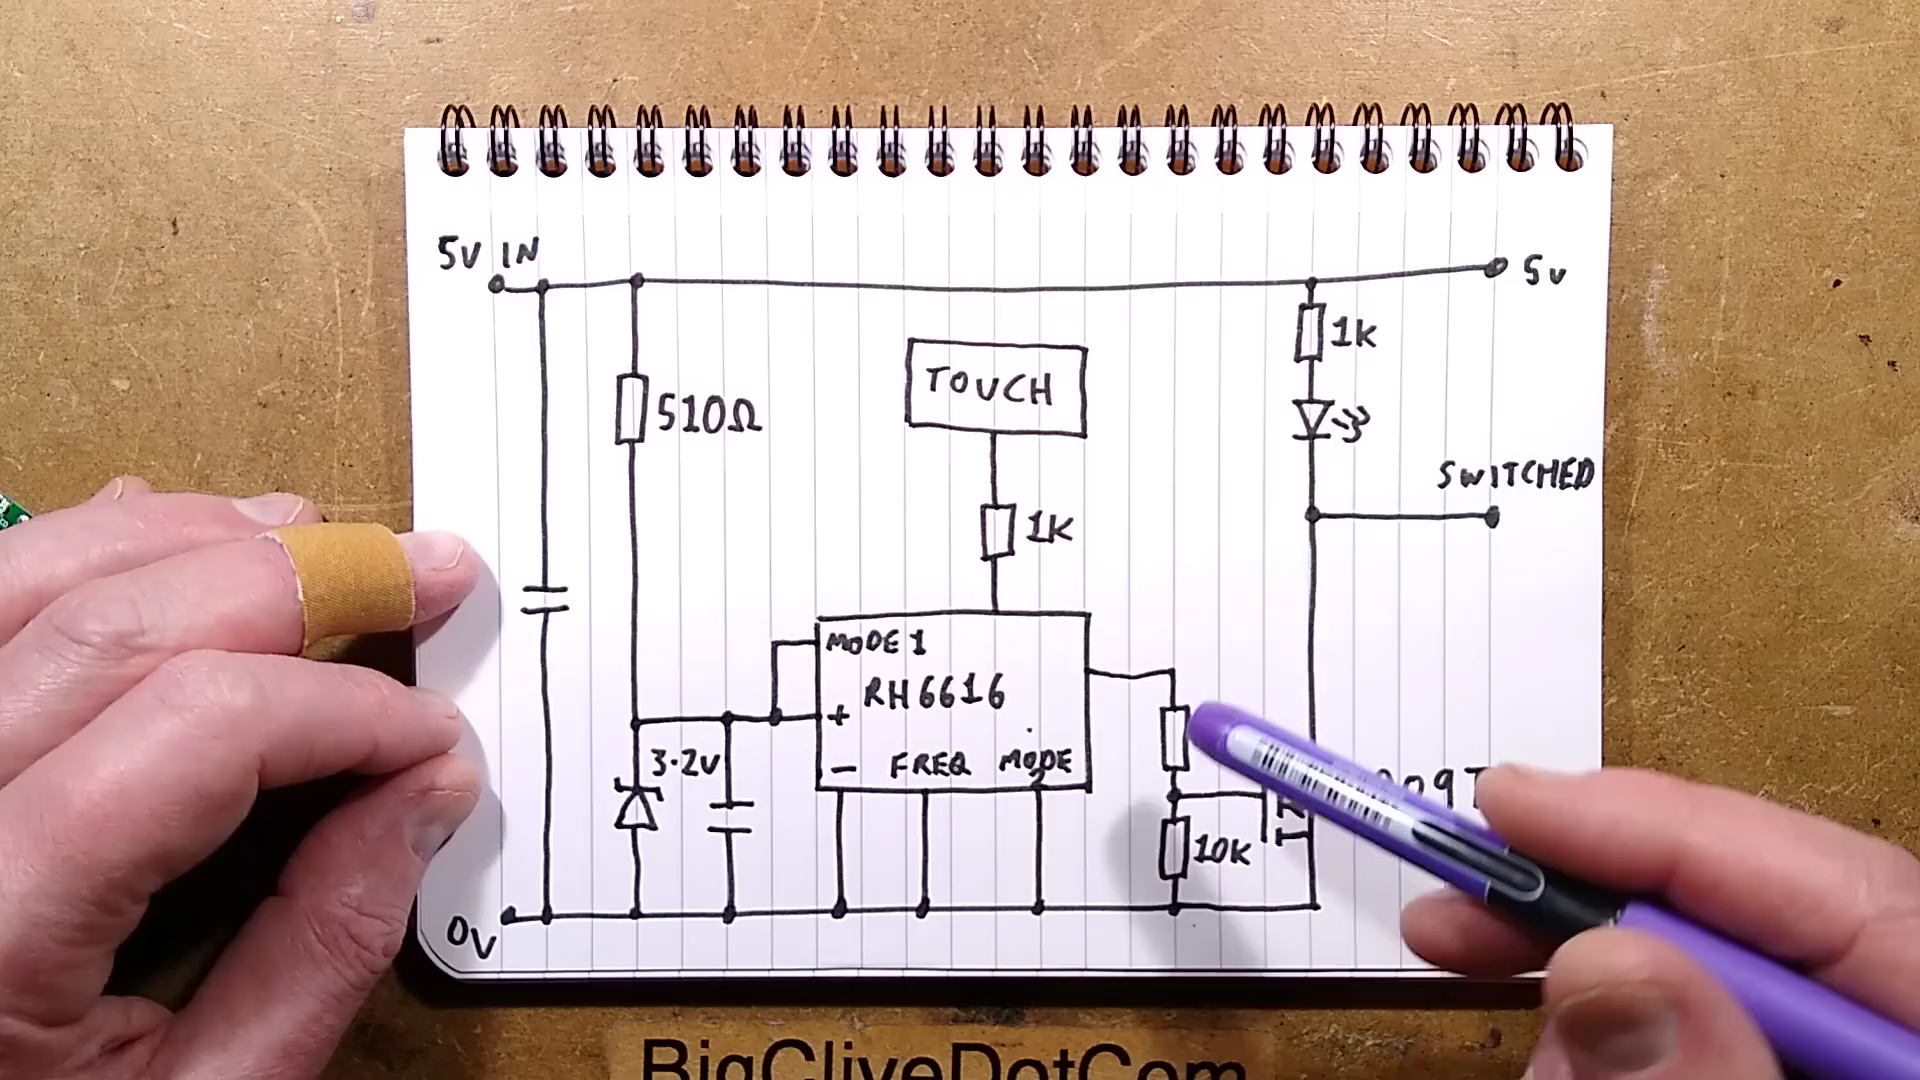 5V IN
5V
1K
TOUCH
510Ω
SWITCHED
1K
MODE 1
RH6616
+
3.2V
- FREQ MODE
10K
0V
BigCliveDotCom